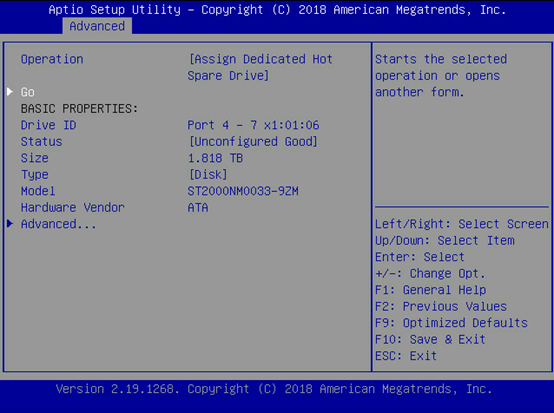 Aptio Setup Utility – Copyright (C) 2018 American Megatrends, Inc.
Advanced
Operation [Assign Dedicated Hot
Spare Drive]
Go
BASIC PROPERTIES:
Drive ID Port 4 - 7 x1:01:06
Status [Unconfigured Good]
Size 1.818 TB
Type [Disk]
Model ST2000NM0033-9ZM
Hardware Vendor ATA
Advanced...
Starts the selected
operation or opens
another form.
Left/Right: Select Screen
Up/Down: Select Item
Enter: Select
+/-: Change Opt.
F1: General Help
F2: Previous Values
F9: Optimized Defaults
F10: Save & Exit
ESC: Exit
Version 2.19.1268. Copyright (C) 2018 American Megatrends, Inc.